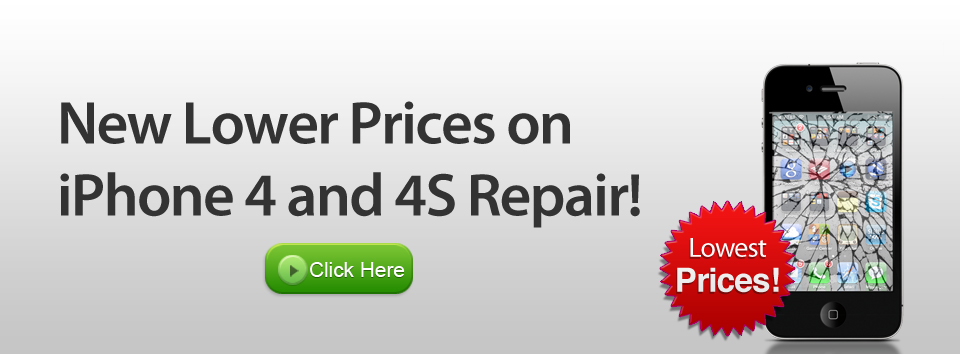 New Lower Prices on
iPhone 4 and 4S Repair!
Click Here
Lowest
Prices!